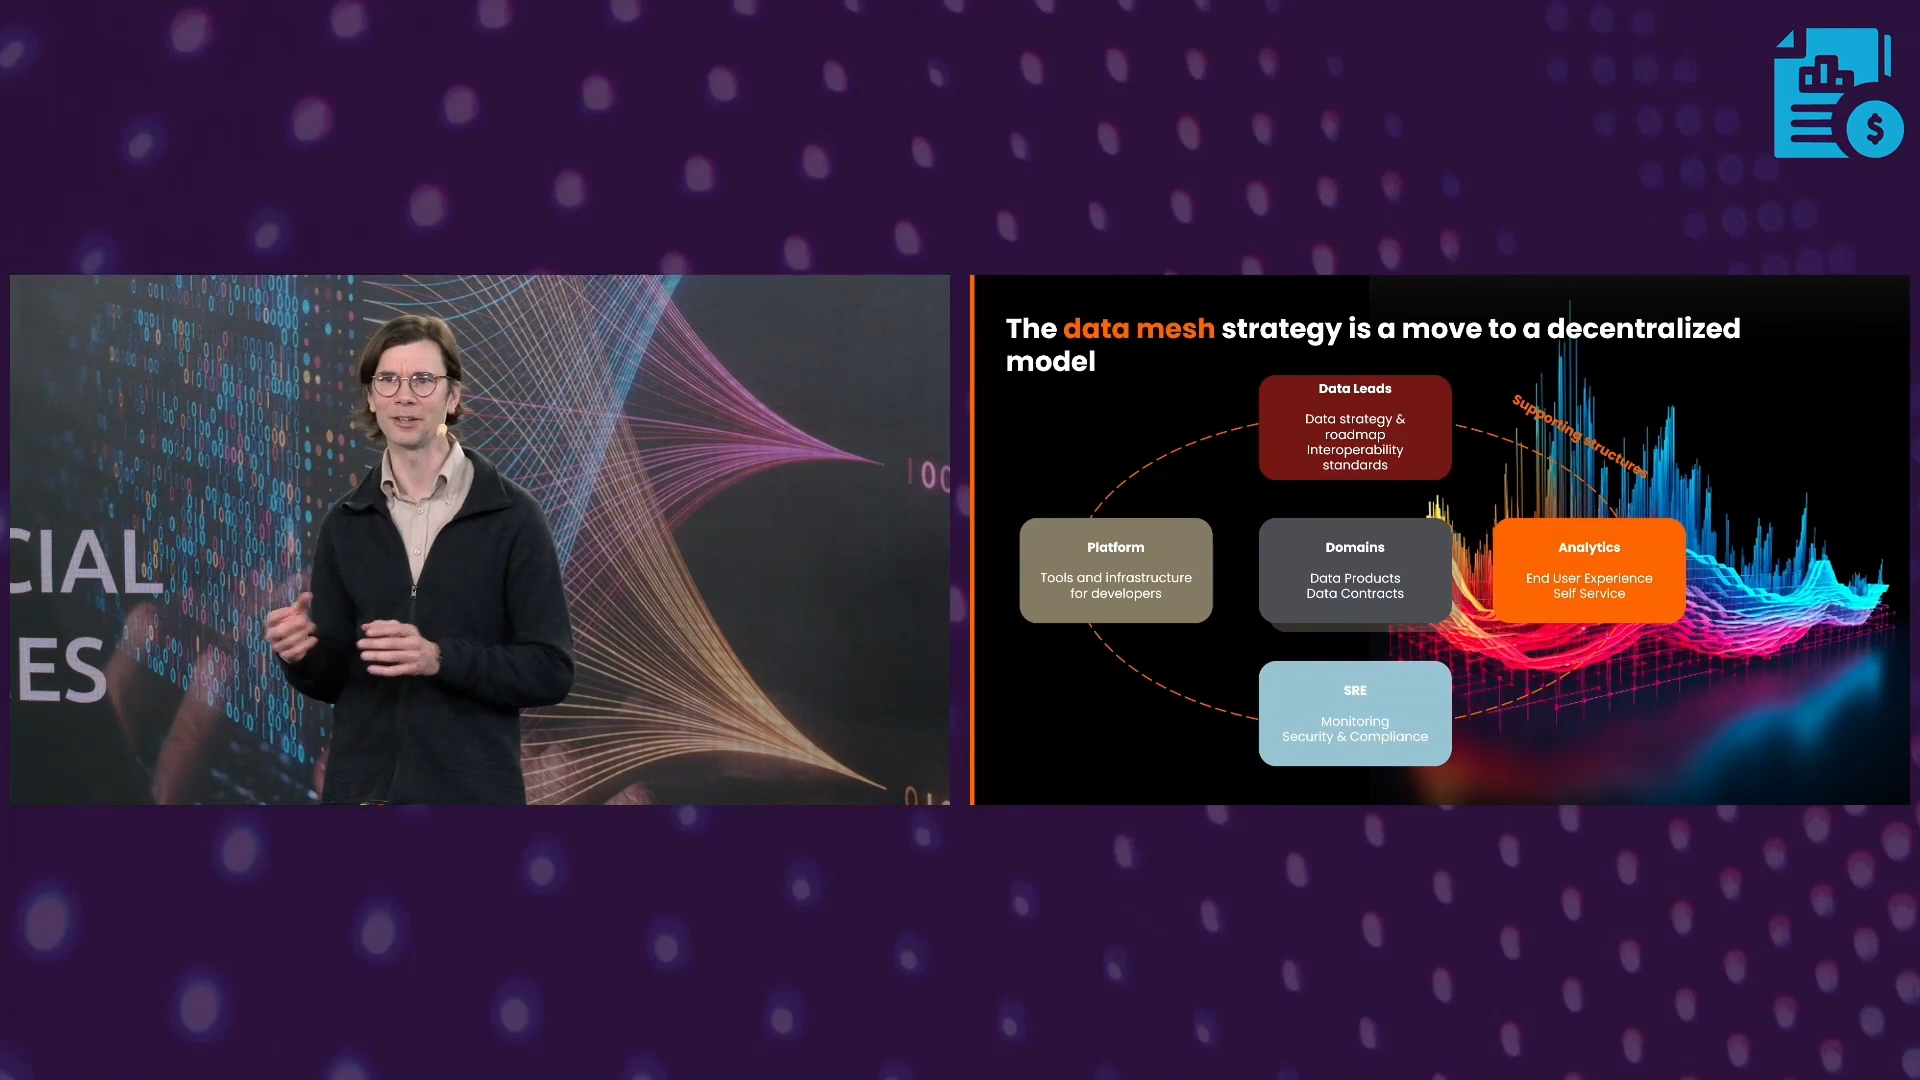 CIAL
ES
The data mesh strategy is a move to a decentralized
model
Data Leads
Data strategy &
roadmap
Interoperability
standards
Supporting structures
Platform
Tools and infrastructure
for developers
Domains
Data Products
Data Contracts
Analytics
End User Experience
Self Service
SRE
Monitoring
Security & Compliance
$